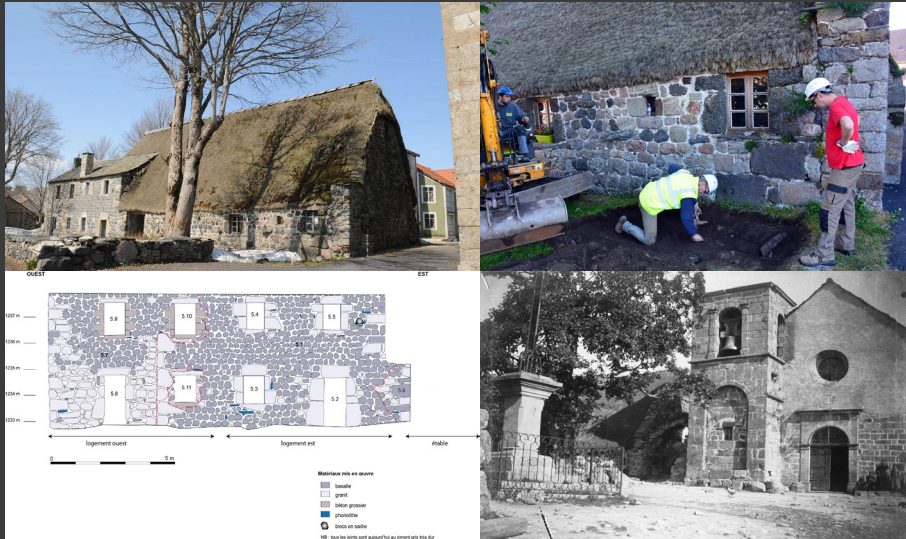 OUEST
EST
1237 m
1236 m
1235 m
1234 m
1233 m
5.9
5.10
5.4
5.5
5.7
5.1
5.8
5.11
5.3
5.2
5.6
logement ouest
logement est
étable
0
5 m
Matériaux mis en œuvre
basalte
granit
béton grossier
phonolithe
blocs en saillie
NB : tous les joints sont aujourd'hui au ciment gris très dur